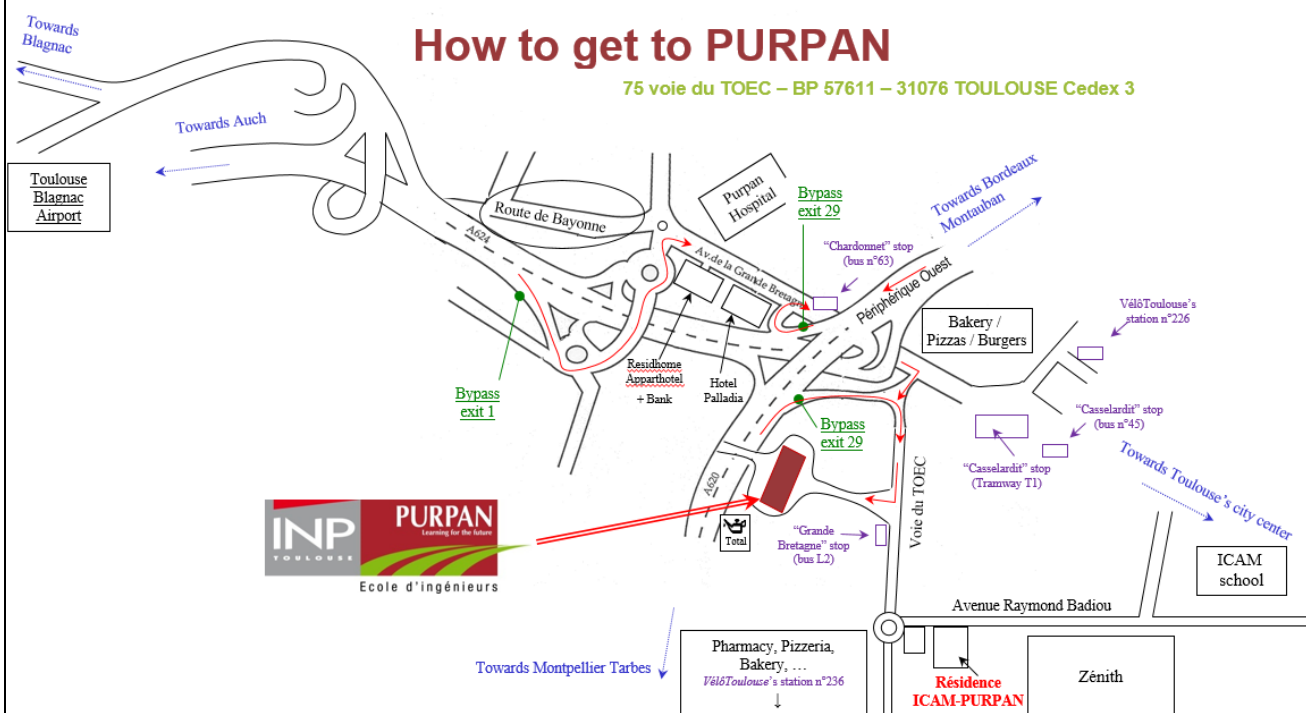 Towards
Blagnac
How to get to PURPAN
75 voie du TOEC – BP 57611 – 31076 TOULOUSE Cedex 3
Towards Auch
Toulouse
Blagnac
Airport
Route de Bayonne
A624
Purpan
Hospital
Bypass
exit 29
Towards Bordeaux
Montauban
"Chardonnet" stop
(bus n°63)
Av.de la Grande Bretagne
Périphérique Ouest
VélôToulouse's
station n°226
Bakery /
Pizzas / Burgers
Residhome
Apparthotel
+ Bank
Hotel
Palladia
Bypass
exit 1
Bypass
exit 29
"Casselardit" stop
(bus n°45)
"Casselardit" stop
(Tramway T1)
Towards Toulouse's city center
A620
Voie du TOEC
Total
"Grande
Bretagne" stop
(bus L2)
INP
TOULOUSE
PURPAN
Learning for the future
Ecole d'ingénieurs
ICAM
school
Avenue Raymond Badiou
Towards Montpellier Tarbes
Pharmacy, Pizzeria,
Bakery, …
VélôToulouse's station n°236
↓
Résidence
ICAM-PURPAN
Zénith